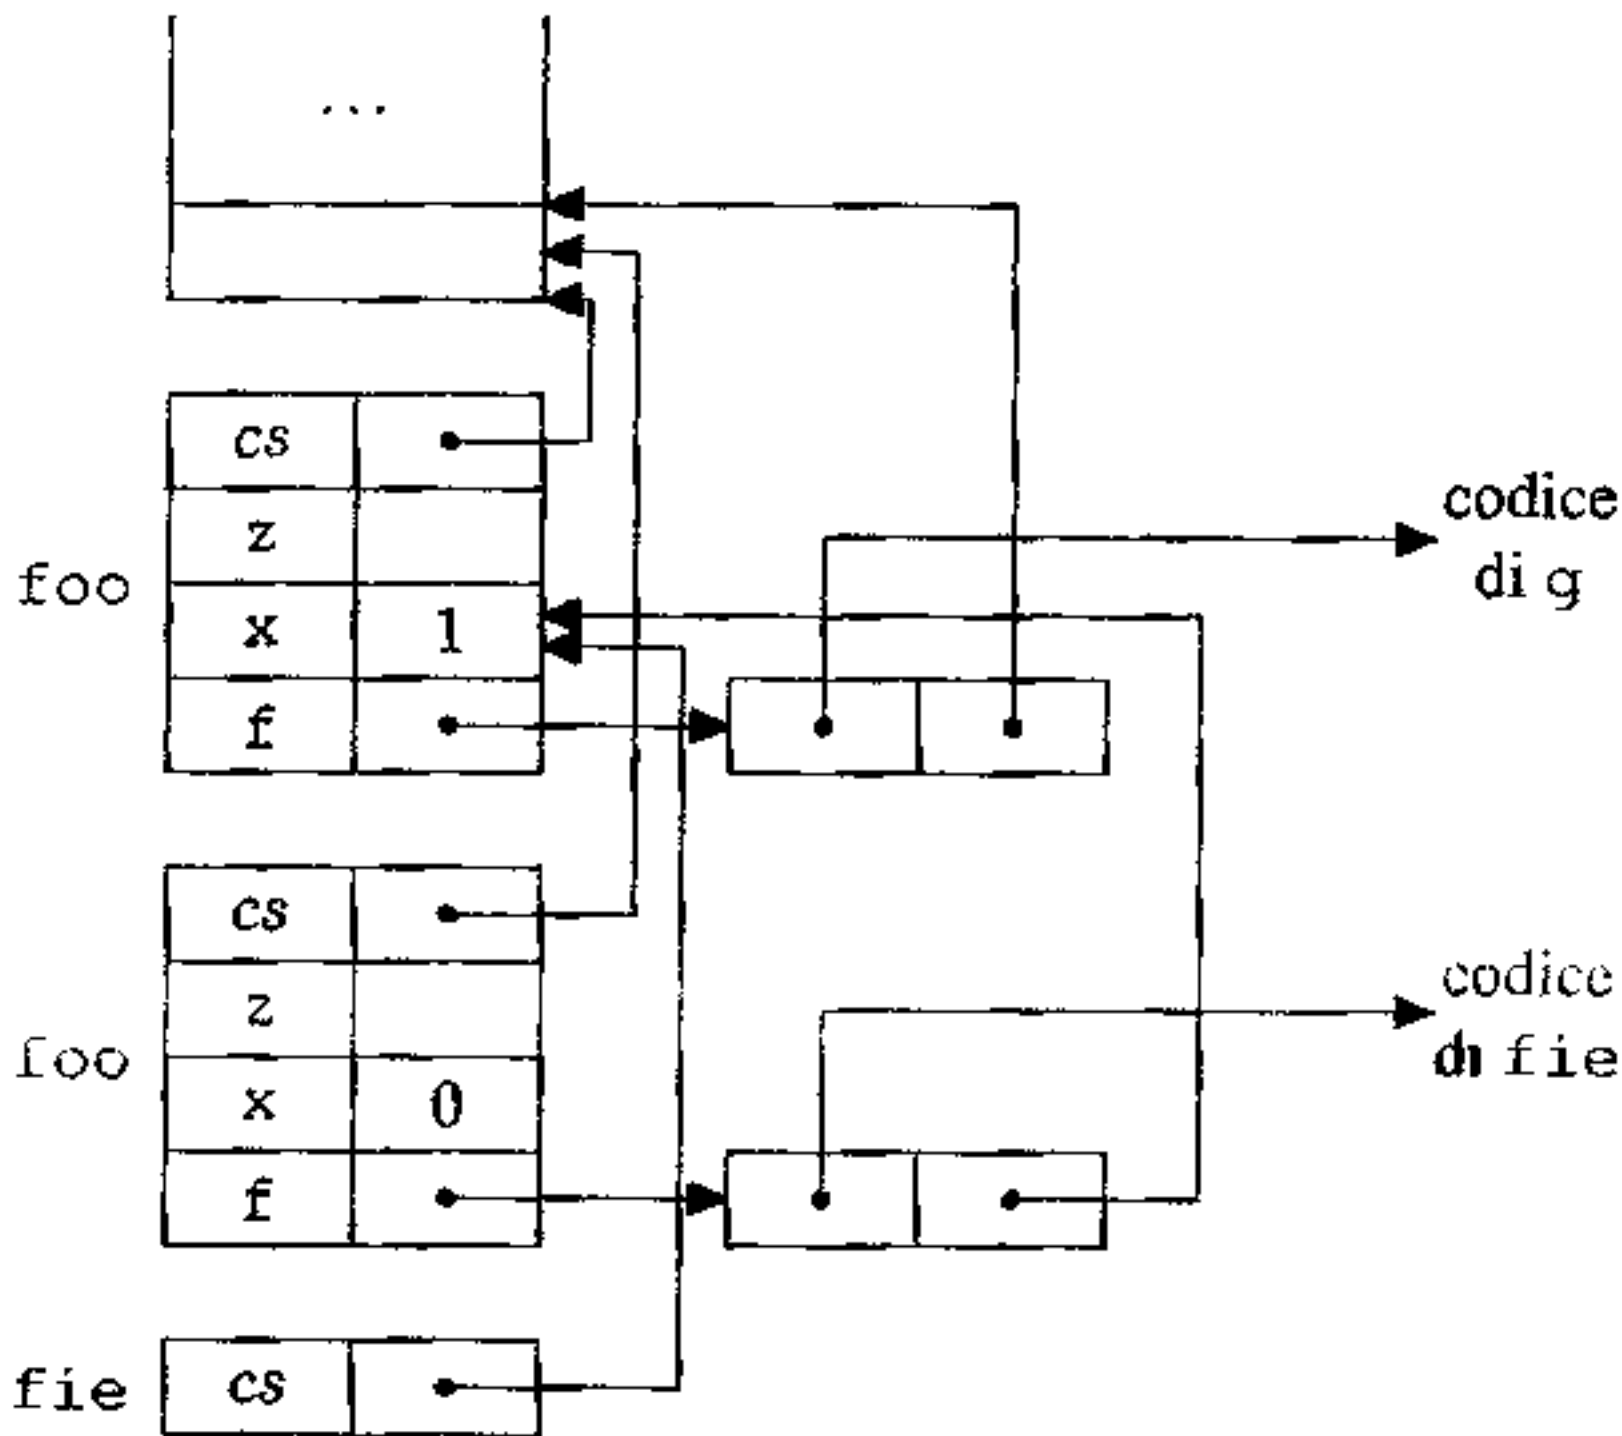 ...
cs
z
foo
x 1
f
codice
di g
cs
z
foo
x 0
f
codice
di fie
fie
cs